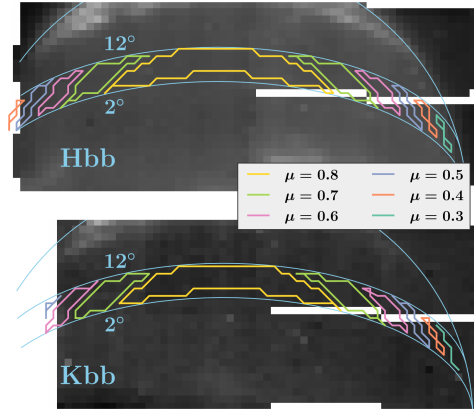 12°
2°
Hbb
μ = 0.8 μ = 0.5
μ = 0.7 μ = 0.4
μ = 0.6 μ = 0.3
12°
2°
Kbb